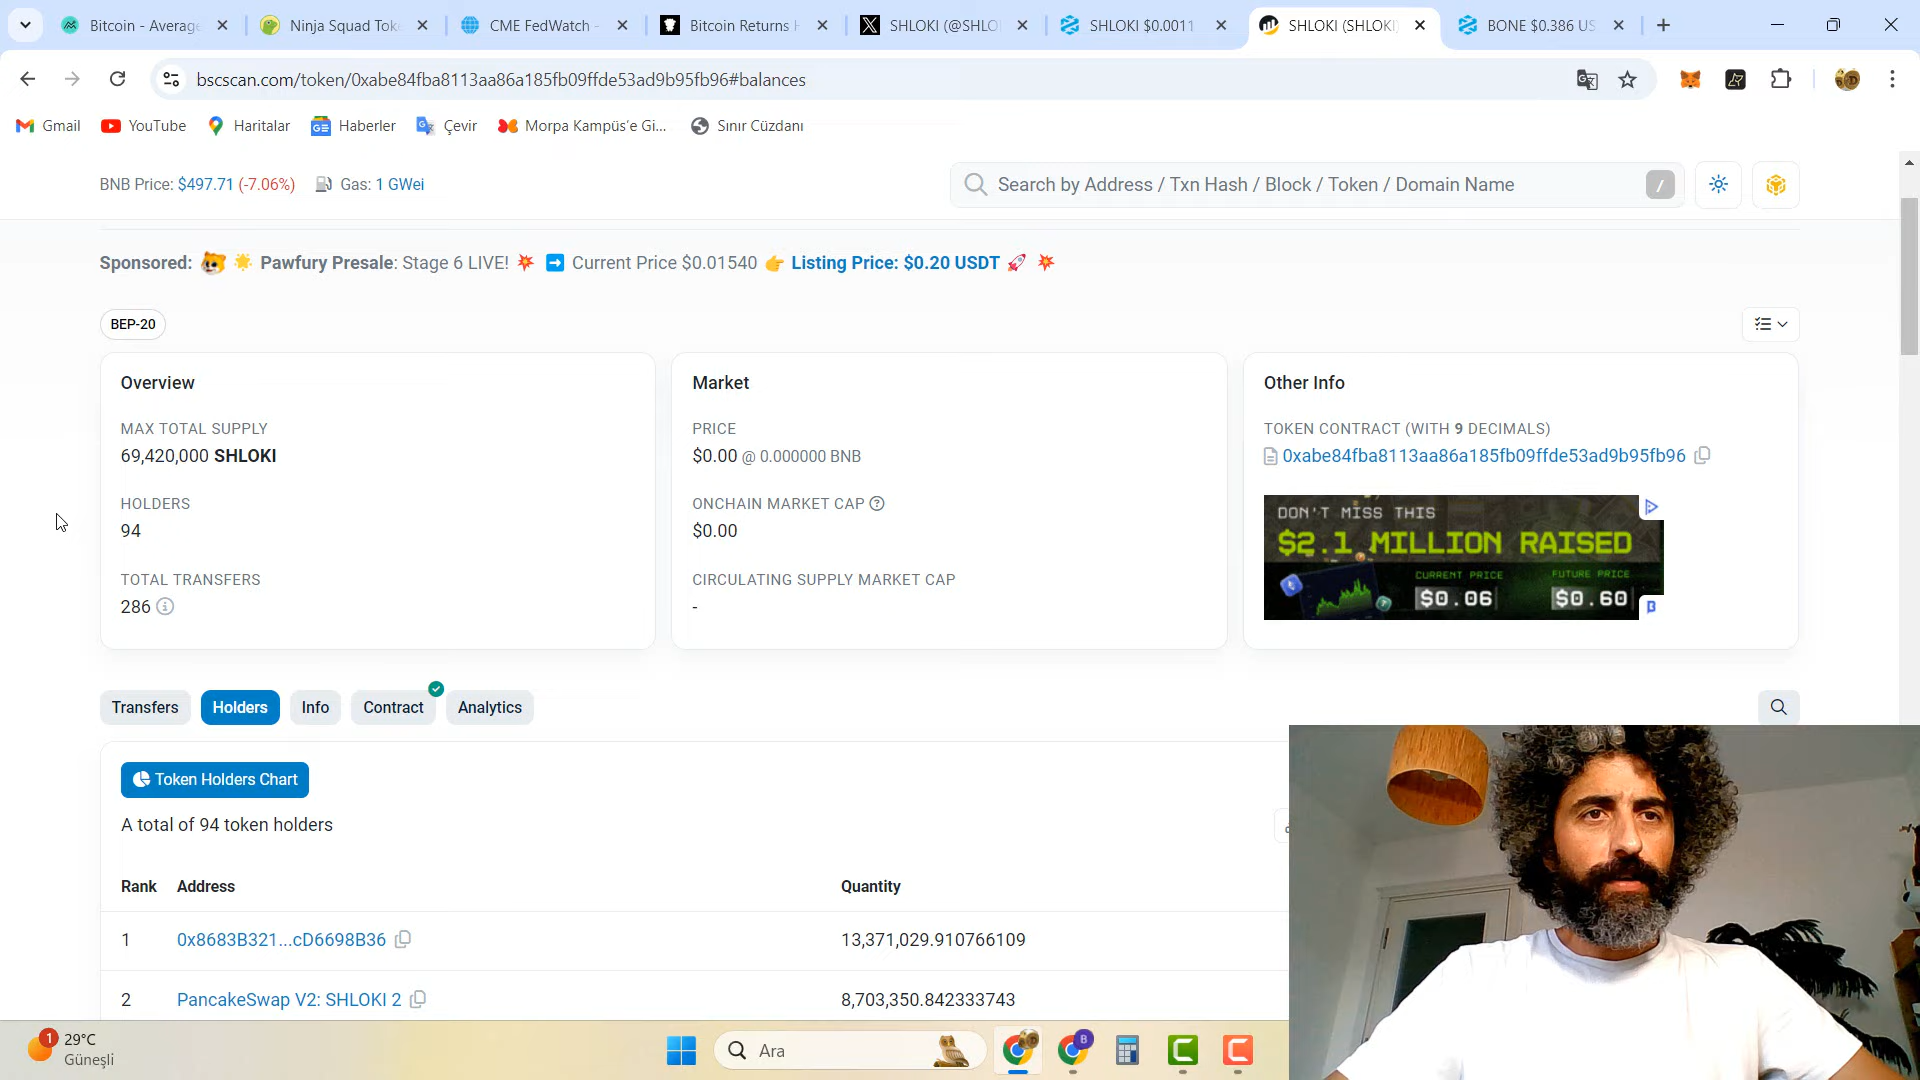 Bitcoin - Average
Ninja Squad Tok
CME FedWatch -
Bitcoin Returns H
SHLOKI (@SHLO
SHLOKI $0.0011
SHLOKI (SHLOKI)
BONE $0.386 US
bscscan.com/token/0xabe84fba8113aa86a185fb09ffde53ad9b95fb96#balances
Gmail
YouTube
Haritalar
Haberler
Çevir
Morpa Kampüs'e Gi...
Sınır Cüzdanı
BNB Price: $497.71 (-7.06%)
Gas: 1 GWei
Search by Address / Txn Hash / Block / Token / Domain Name
/
Sponsored: Pawfury Presale: Stage 6 LIVE! Current Price $0.01540 Listing Price: $0.20 USDT
BEP-20
Overview
MAX TOTAL SUPPLY
69,420,000 SHLOKI
HOLDERS
94
TOTAL TRANSFERS
286
Market
PRICE
$0.00 @ 0.000000 BNB
ONCHAIN MARKET CAP
$0.00
CIRCULATING SUPPLY MARKET CAP
-
Other Info
TOKEN CONTRACT (WITH 9 DECIMALS)
0xabe84fba8113aa86a185fb09ffde53ad9b95fb96
DON'T MISS THIS
$2.1 MILLION RAISED
CURRENT PRICE
FUTURE PRICE
$0.06
$0.60
Transfers
Holders
Info
Contract
Analytics
Token Holders Chart
A total of 94 token holders
Rank Address Quantity
1 0x8683B321...cD6698B36 13,371,029.910766109
2 PancakeSwap V2: SHLOKI 2 8,703,350.842333743
1
29°C
Güneşli
Ara
B